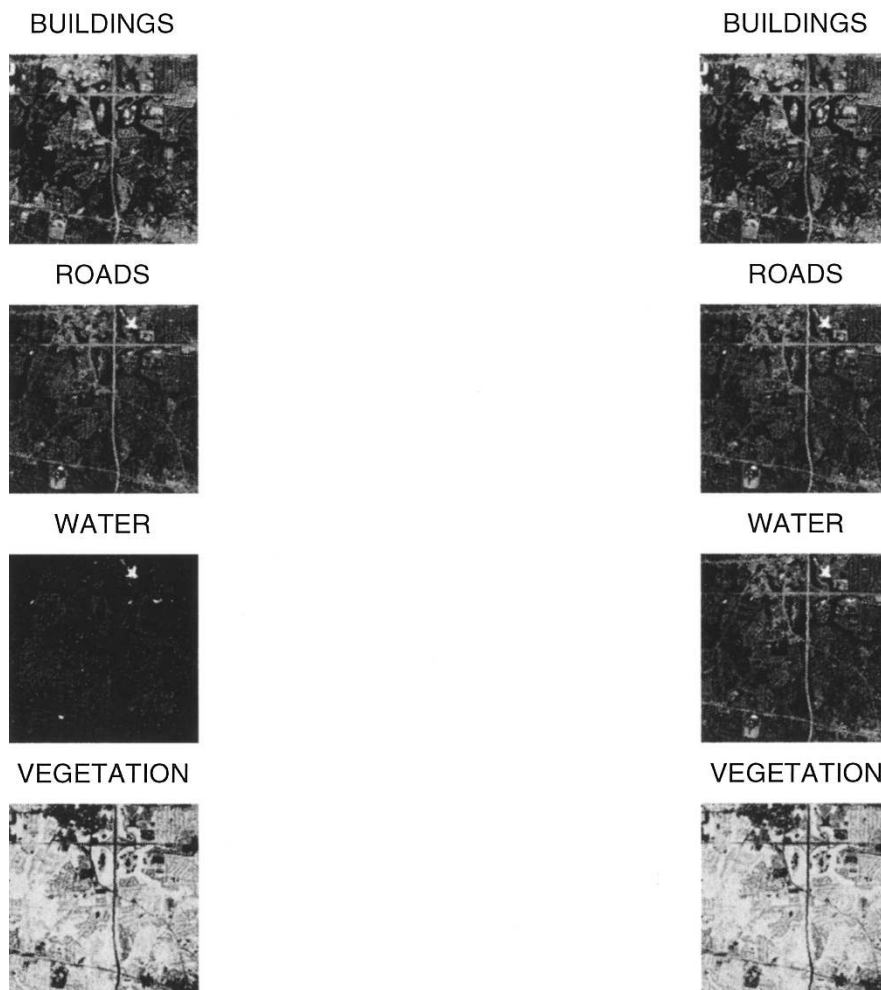 BUILDINGS
BUILDINGS
ROADS
ROADS
WATER
WATER
VEGETATION
VEGETATION